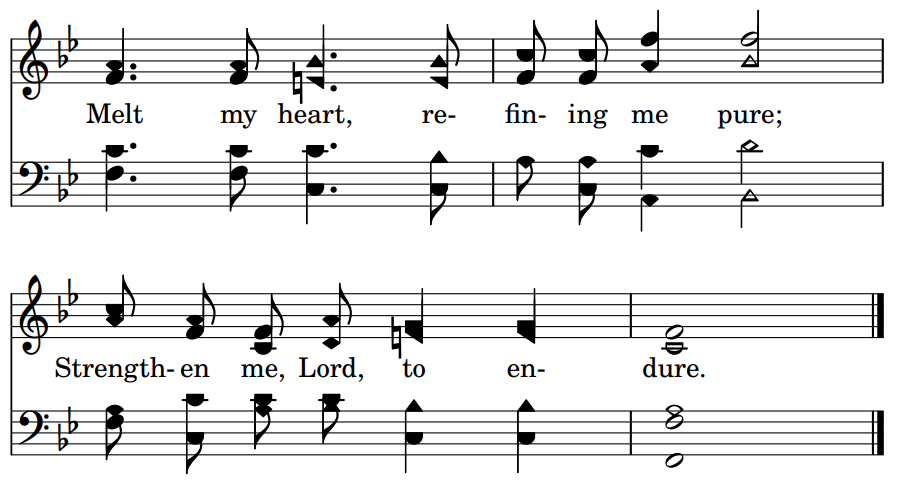 Melt my heart, re- fin- ing me pure;
Strength- en me, Lord, to en- dure.